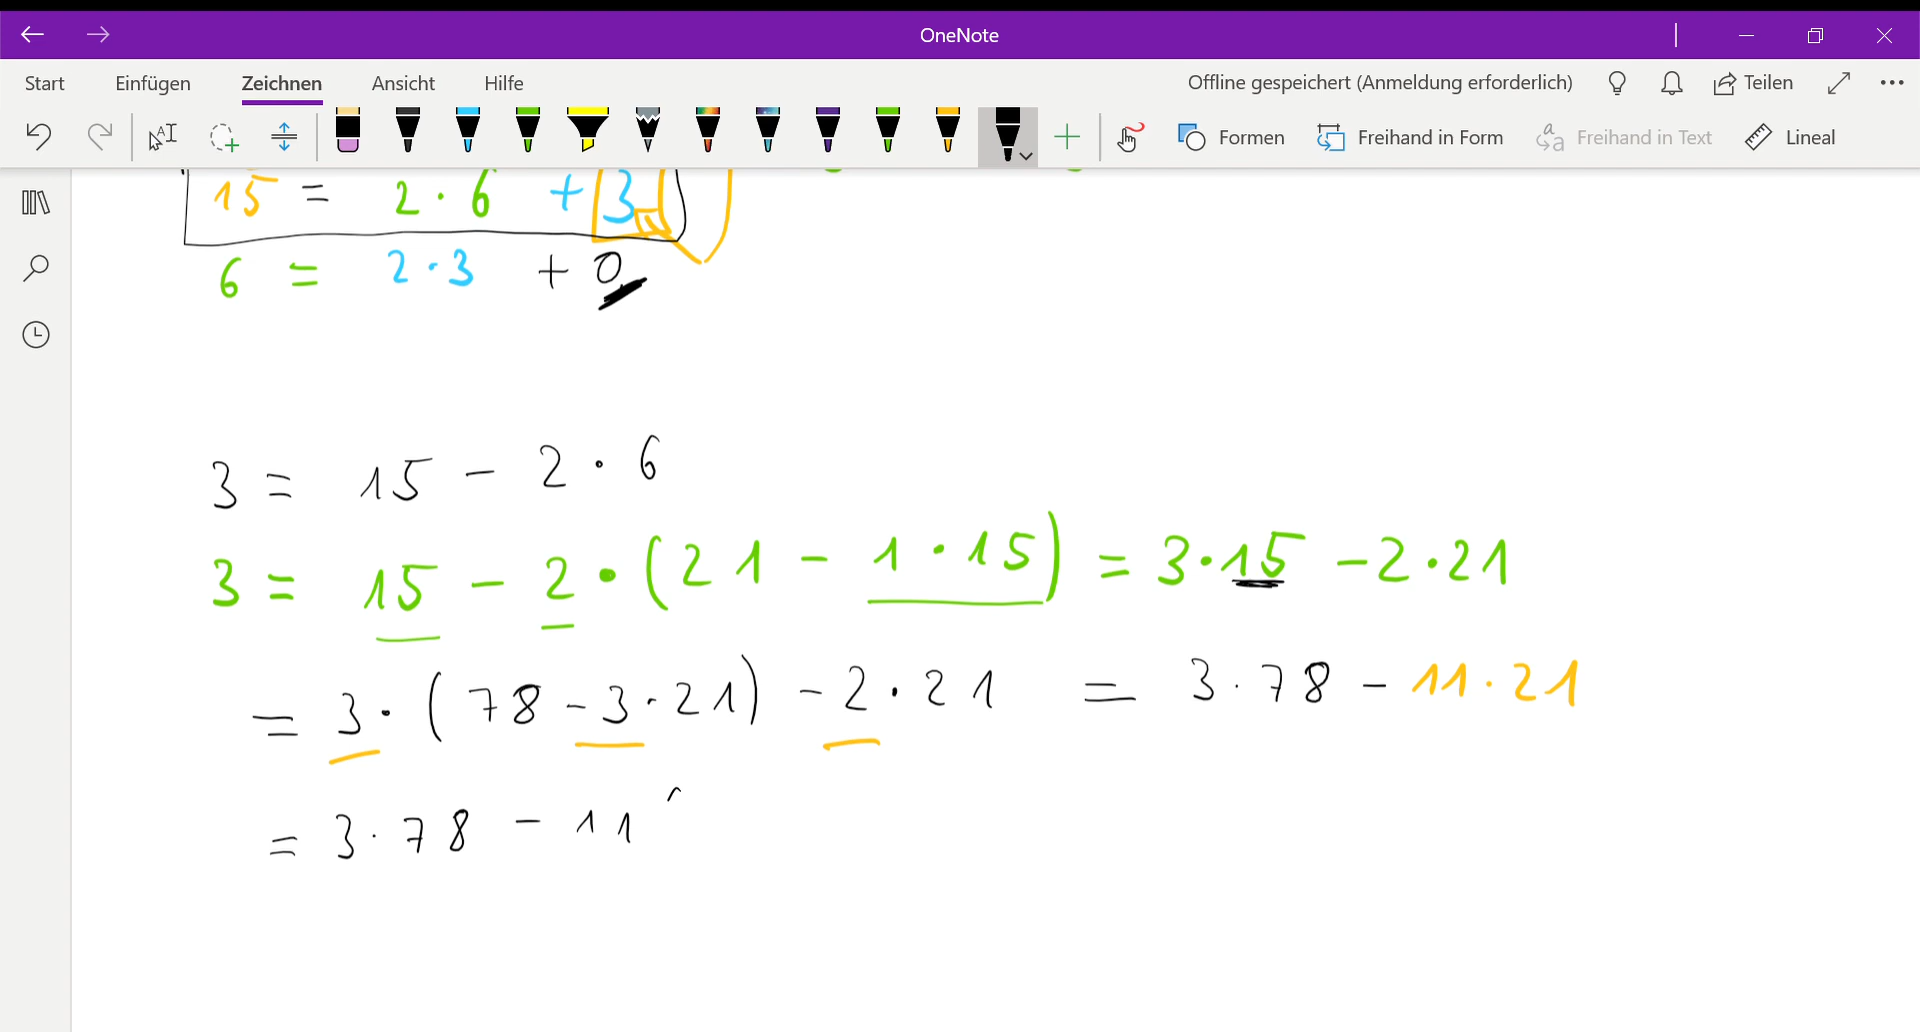 OneNote
Start Einfügen Zeichnen Ansicht Hilfe Offline gespeichert (Anmeldung erforderlich) Teilen
Formen Freihand in Form Freihand in Text Lineal
15 = 2 · 6 + 3
6 = 2 · 3 + 0
3 = 15 - 2 · 6
3 = 15 - 2 · (21 - 1 · 15) = 3 · 15 - 2 · 21
= 3 · (78 - 3 · 21) - 2 · 21 = 3 · 78 - 11 · 21
= 3 · 78 - 11